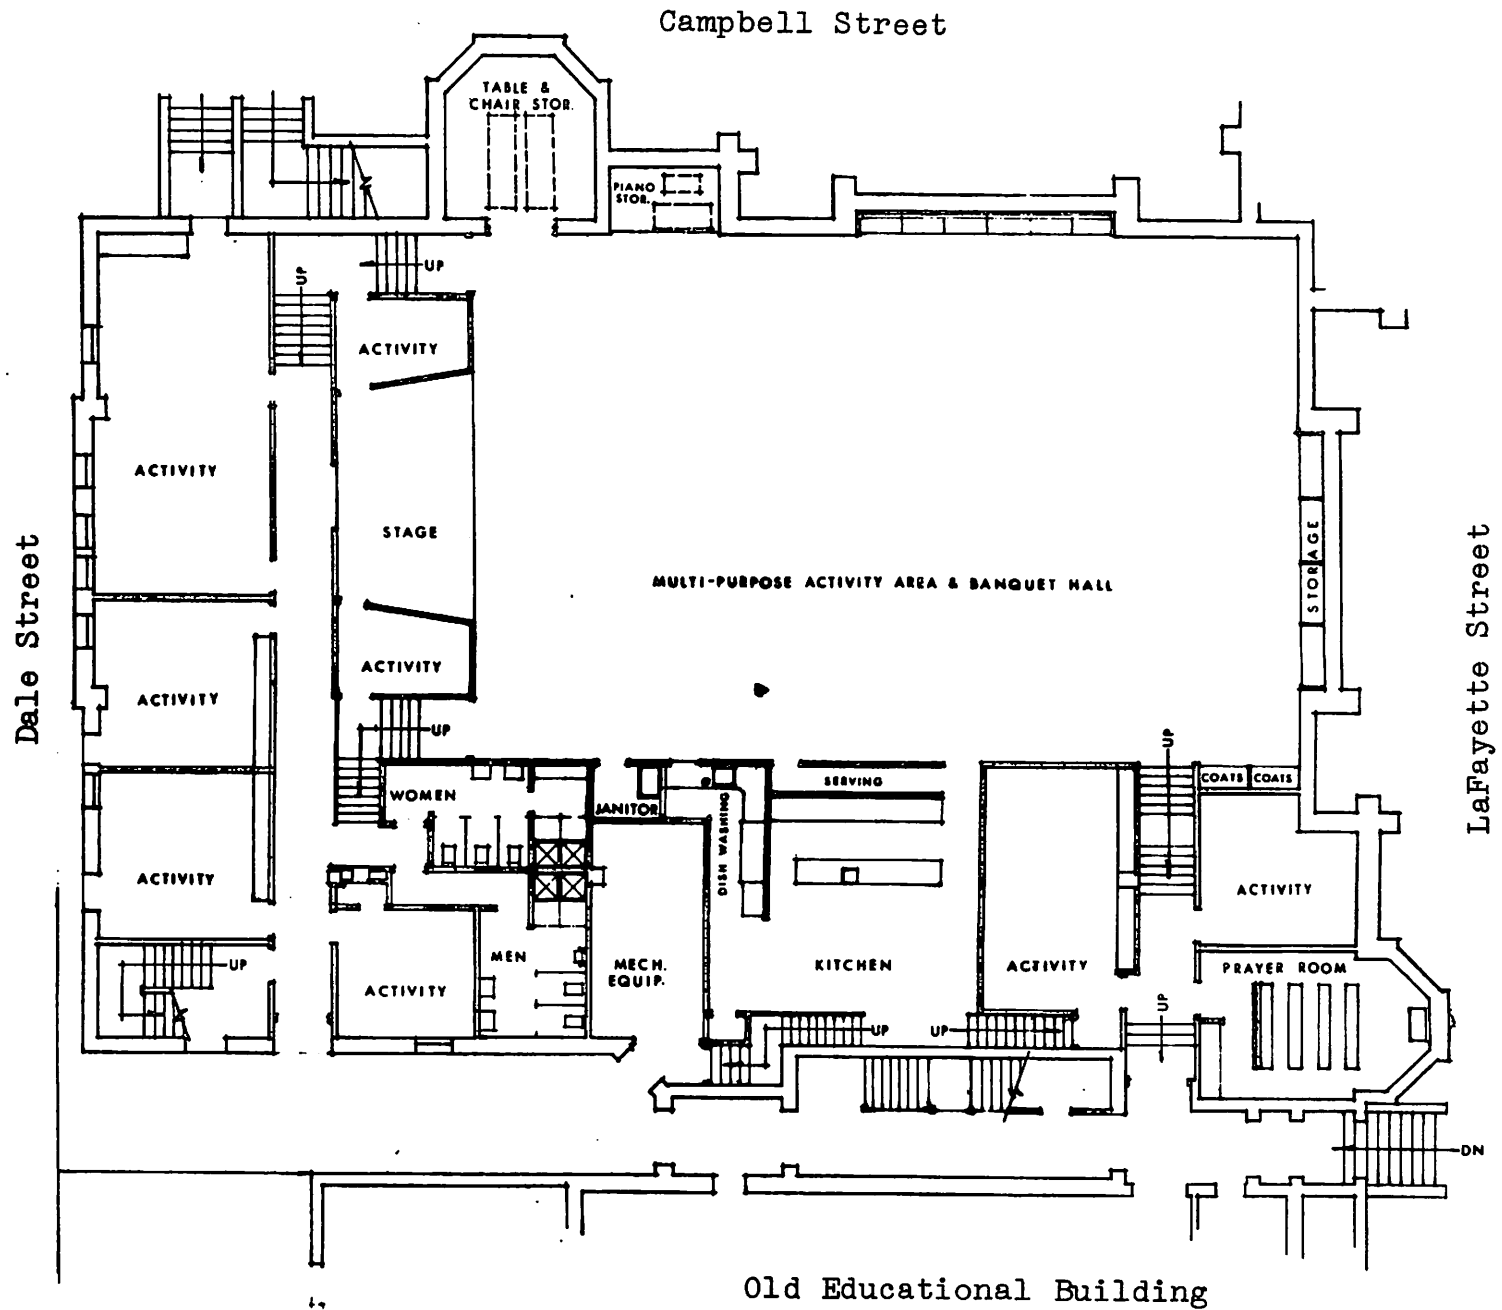 Campbell Street
TABLE &
CHAIR STOR.
PIANO
STOR.
UP
UP
ACTIVITY
ACTIVITY
STAGE
STORAGE
MULTI-PURPOSE ACTIVITY AREA & BANQUET HALL
Dale Street
LaFayette Street
ACTIVITY
ACTIVITY
UP
UP
SERVING
COATS
COATS
WOMEN
JANITOR
DISH WASHING
ACTIVITY
ACTIVITY
MEN
MECH.
EQUIP.
KITCHEN
ACTIVITY
PRAYER ROOM
UP
ACTIVITY
UP
UP
UP
DN
Old Educational Building